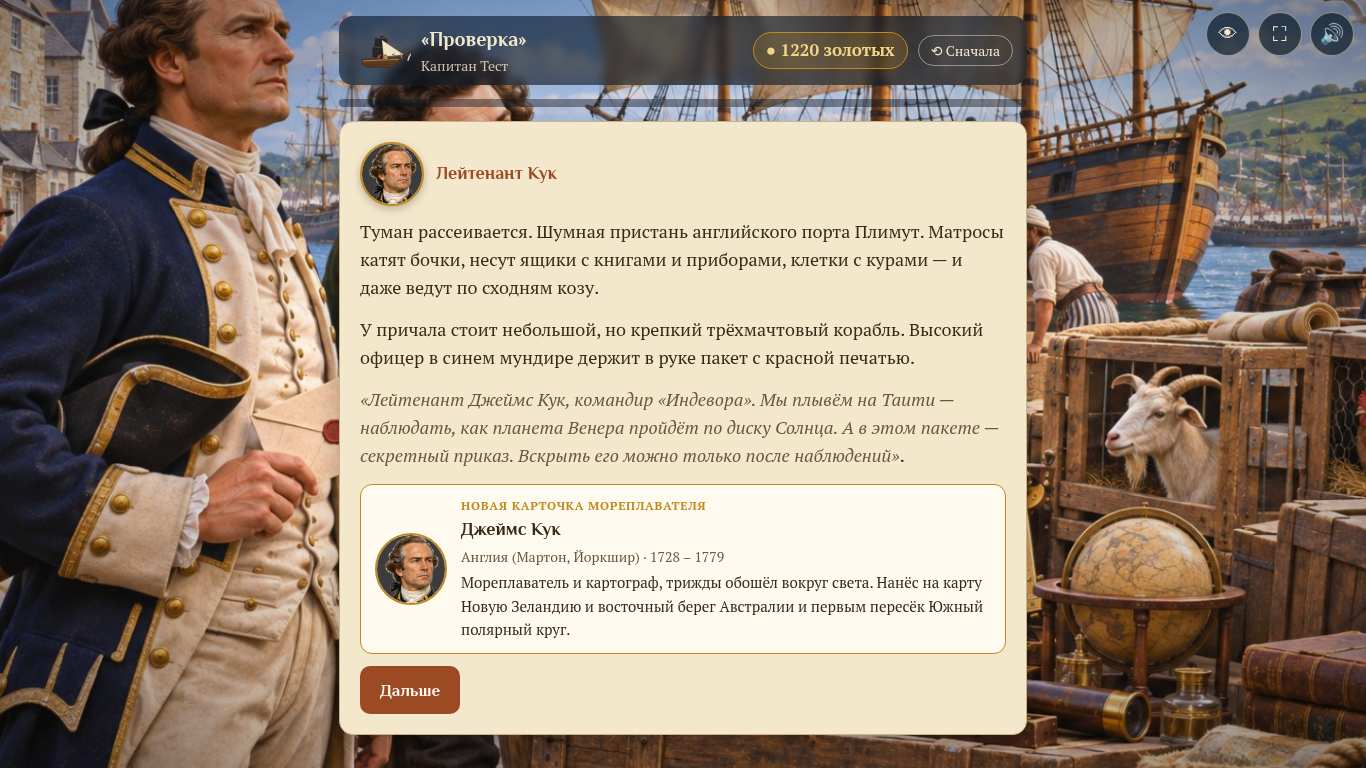 «Проверка»
Капитан Тест
● 1220 золотых
⟲ Сначала
Лейтенант Кук
Туман рассеивается. Шумная пристань английского порта Плимут. Матросы
катят бочки, несут ящики с книгами и приборами, клетки с курами — и
даже ведут по сходням козу.
У причала стоит небольшой, но крепкий трёхмачтовый корабль. Высокий
офицер в синем мундире держит в руке пакет с красной печатью.
«Лейтенант Джеймс Кук, командир «Индевора». Мы плывём на Таити —
наблюдать, как планета Венера пройдёт по диску Солнца. А в этом пакете —
секретный приказ. Вскрыть его можно только после наблюдений».
НОВАЯ КАРТОЧКА МОРЕПЛАВАТЕЛЯ
Джеймс Кук
Англия (Мартон, Йоркшир) · 1728 – 1779
Мореплаватель и картограф, трижды обошёл вокруг света. Нанёс на карту
Новую Зеландию и восточный берег Австралии и первым пересёк Южный
полярный круг.
Дальше